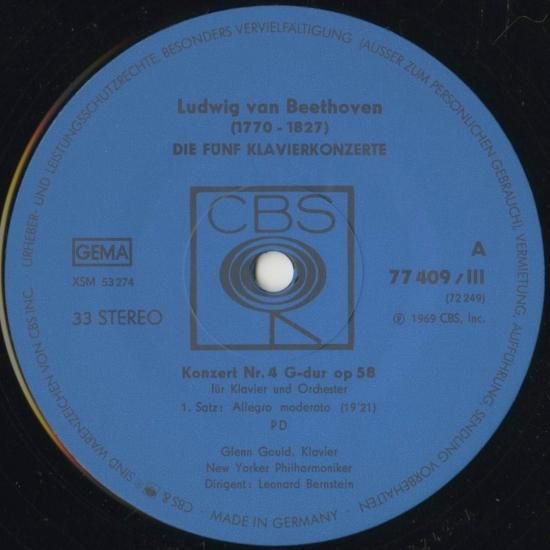 URHEBER- UND LEISTUNGSSCHUTZRECHTE, BESONDERS VERVIELFÄLTIGUNG (AUSSER ZUM PERSÖNLICHEN GEBRAUCH), VERMIETUNG, AUFFÜHRUNG, SENDUNG VORBEHALTEN
Ludwig van Beethoven
(1770 - 1827)
DIE FÜNF KLAVIERKONZERTE
CBS
GEMA
XSM 53 274
33 STEREO
A
77 409 / III
(72 249)
Ⓟ 1969 CBS, Inc.
Konzert Nr. 4 G-dur op 58
für Klavier und Orchester
1. Satz: Allegro moderato (19'21)
PD
Glenn Gould, Klavier
New Yorker Philharmoniker
Dirigent: Leonard Bernstein
CBS & SIND WARENZEICHEN VON CBS INC.
· MADE IN GERMANY ·